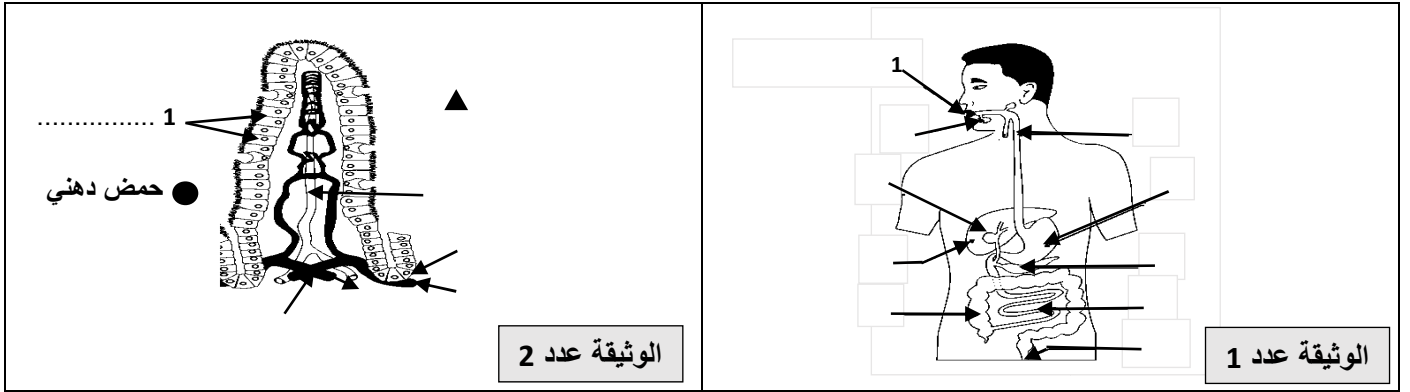 1
الوثيقة عدد 1
1 ................
حمض دهني
الوثيقة عدد 2